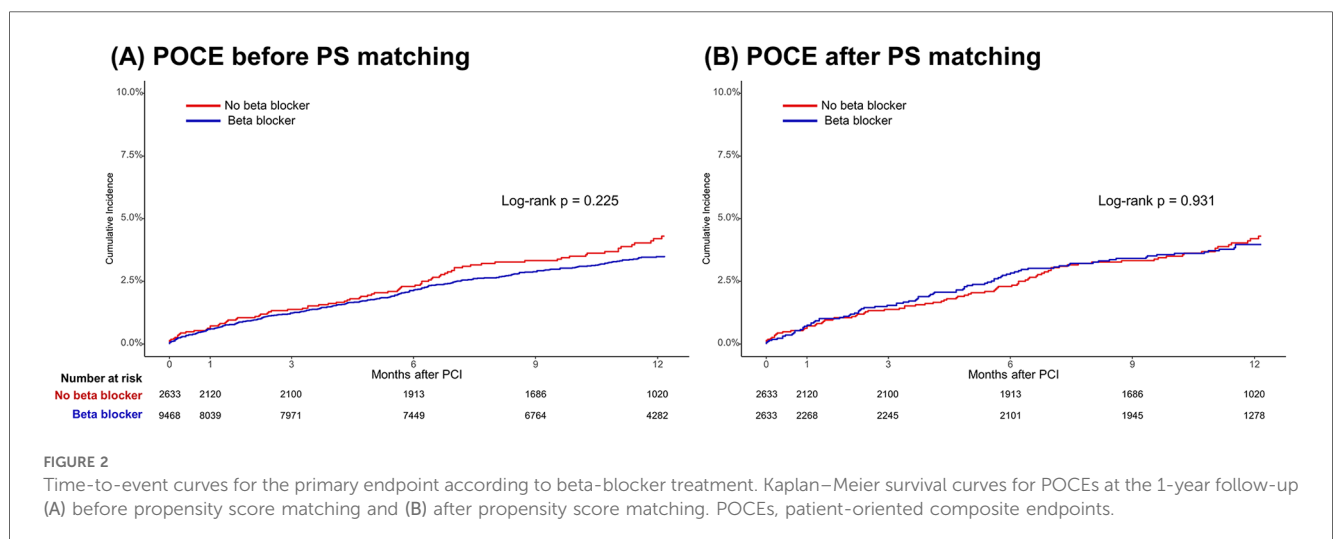 (A) POCE before PS matching
10.0%
7.5%
5.0%
2.5%
0.0%
Cumulative Incidence
No beta blocker
Beta blocker
Log-rank p = 0.225
0 1 3 6 9 12
Months after PCI
Number at risk
No beta blocker 2633 2120 2100 1913 1686 1020
Beta blocker 9468 8039 7971 7449 6764 4282
(B) POCE after PS matching
10.0%
7.5%
5.0%
2.5%
0.0%
Cumulative Incidence
No beta blocker
Beta blocker
Log-rank p = 0.931
0 1 3 6 9 12
Months after PCI
2633 2120 2100 1913 1686 1020
2633 2268 2245 2101 1945 1278
FIGURE 2
Time-to-event curves for the primary endpoint according to beta-blocker treatment. Kaplan–Meier survival curves for POCEs at the 1-year follow-up
(A) before propensity score matching and (B) after propensity score matching. POCEs, patient-oriented composite endpoints.